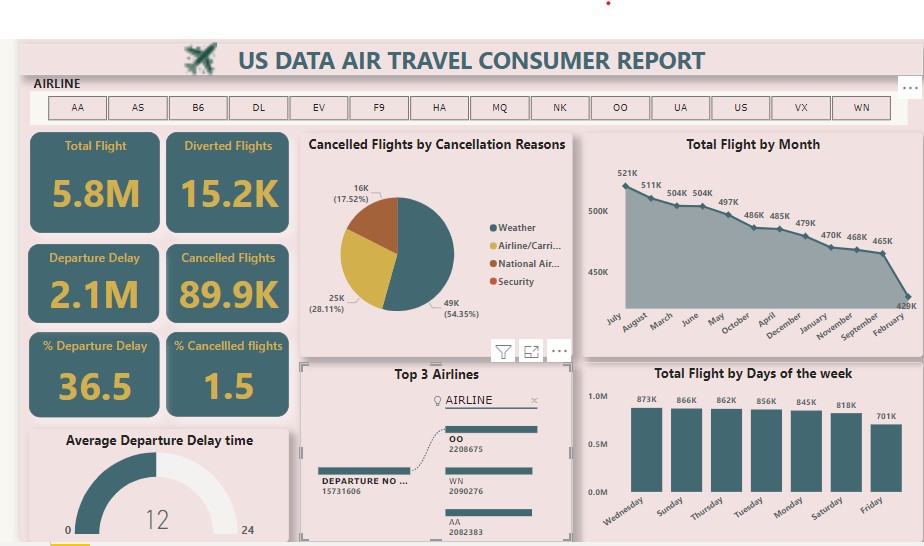 US DATA AIR TRAVEL CONSUMER REPORT
AIRLINE
...
AA AS B6 DL EV F9 HA MQ NK OO UA US VX WN
Total Flight
5.8M
Diverted Flights
15.2K
Departure Delay
2.1M
Cancelled Flights
89.9K
% Departure Delay
36.5
% Cancellled flights
1.5
Average Departure Delay time
0
12
24
Cancelled Flights by Cancellation Reasons
16K
(17.52%)
25K
(28.11%)
49K
(54.35%)
Weather
Airline/Carri...
National Air...
Security
Top 3 Airlines
AIRLINE ×
DEPARTURE NO ...
15731606
OO
2208675
WN
2090276
AA
2082383
Total Flight by Month
500K
450K
521K 511K 504K 504K 497K 486K 485K 479K 470K 468K 465K 429K
July August March June May October April December January November September February
Total Flight by Days of the week
1.0M
0.5M
0.0M
873K 866K 862K 856K 845K 818K 701K
Wednesday Sunday Thursday Tuesday Monday Saturday Friday